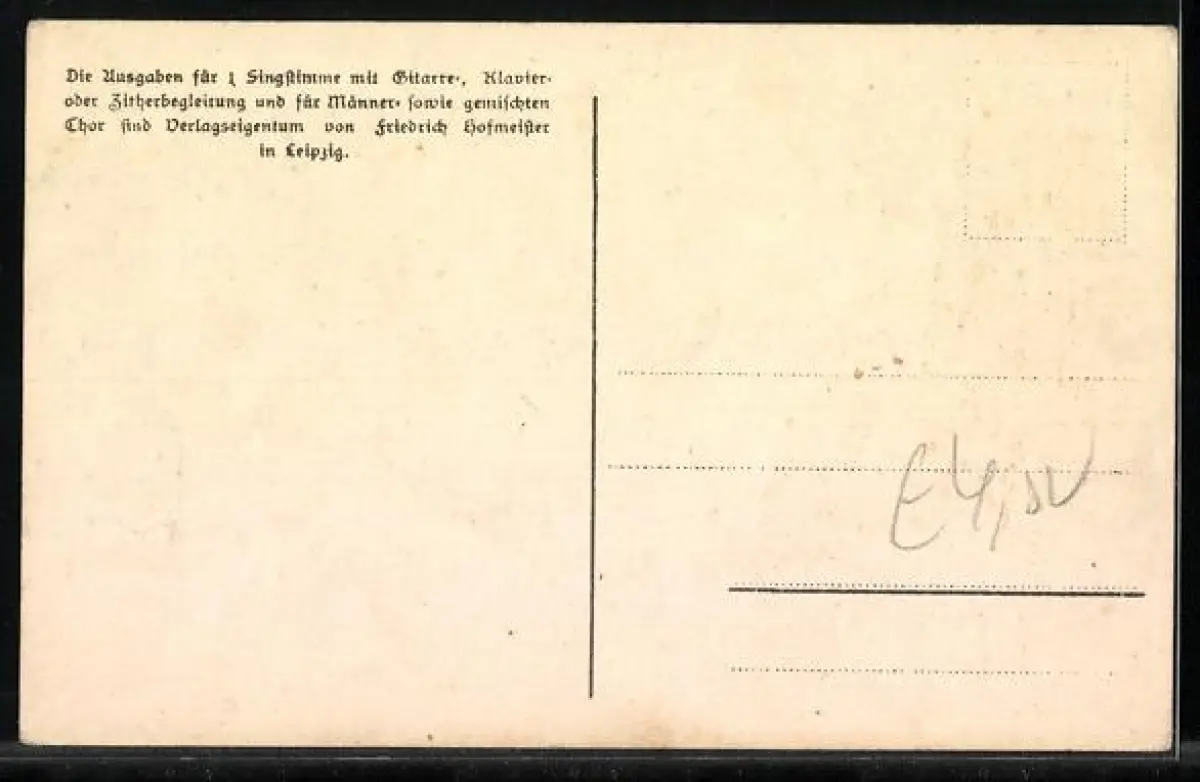 Die Ausgaben für 1 Singstimme mit Gitarre-, Klavier-
oder Zitherbegleitung und für Männer- sowie gemischten
Chor sind Verlagseigentum von Friedrich Hofmeister
in Leipzig.